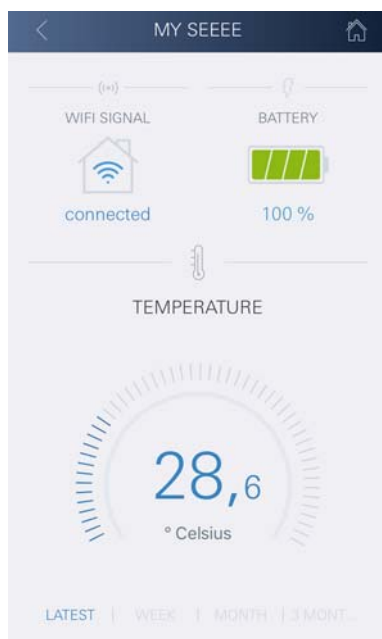 MY SEEEE
WIFI SIGNAL BATTERY
connected 100 %
TEMPERATURE
28,6
° Celsius
LATEST | WEEK | MONTH | 3 MONT...